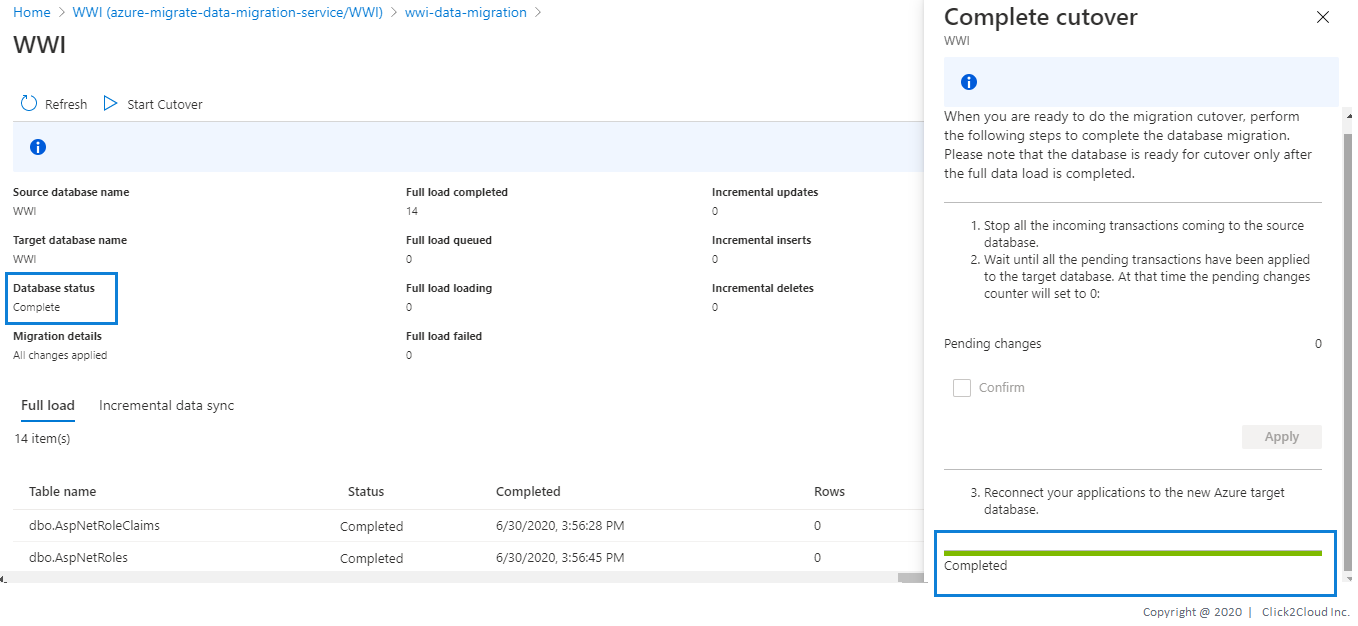 Home > WWI (azure-migrate-data-migration-service/WWI) > wwi-data-migration >
WWI
Refresh Start Cutover
Source database name
WWI
Target database name
WWI
Database status
Complete
Migration details
All changes applied
Full load completed
14
Full load queued
0
Full load loading
0
Full load failed
0
Incremental updates
0
Incremental inserts
0
Incremental deletes
0
Full load Incremental data sync
14 item(s)
Table name Status Completed Rows
dbo.AspNetRoleClaims Completed 6/30/2020, 3:56:28 PM 0
dbo.AspNetRoles Completed 6/30/2020, 3:56:45 PM 0
Complete cutover
WWI
When you are ready to do the migration cutover, perform
the following steps to complete the database migration.
Please note that the database is ready for cutover only after
the full data load is completed.
1. Stop all the incoming transactions coming to the source
database.
2. Wait until all the pending transactions have been applied
to the target database. At that time the pending changes
counter will set to 0:
Pending changes 0
Confirm
Apply
3. Reconnect your applications to the new Azure target
database.
Completed
Copyright @ 2020 | Click2Cloud Inc.